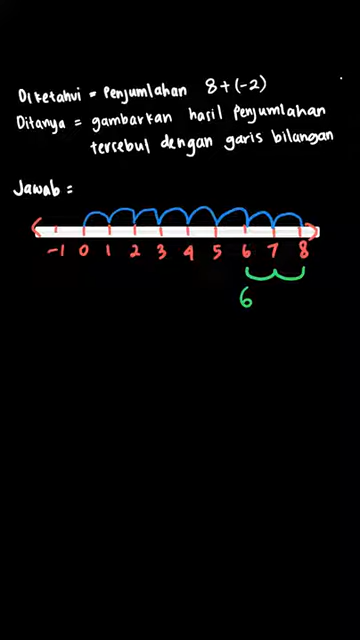 Diketahui = Penjumlahan 8 + (-2)
Ditanya = gambarkan hasil Penjumlahan
tersebut dengan garis bilangan
Jawab =
-1 0 1 2 3 4 5 6 7 8
6